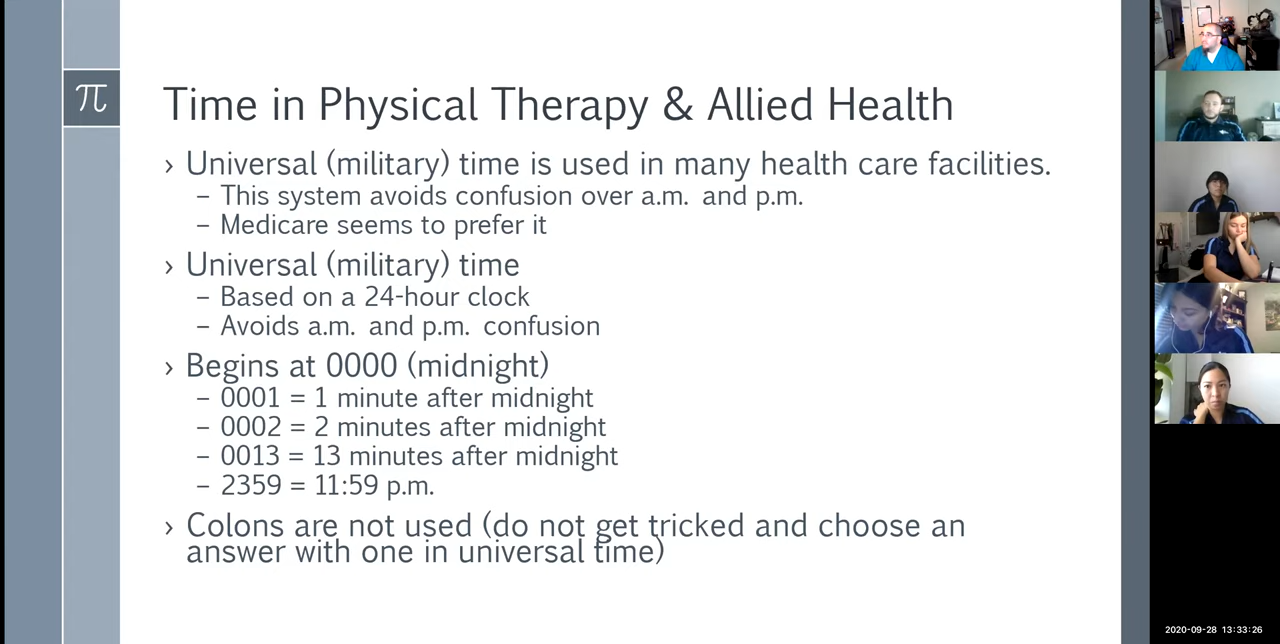 π
Time in Physical Therapy & Allied Health
› Universal (military) time is used in many health care facilities.
– This system avoids confusion over a.m. and p.m.
– Medicare seems to prefer it
› Universal (military) time
– Based on a 24-hour clock
– Avoids a.m. and p.m. confusion
› Begins at 0000 (midnight)
– 0001 = 1 minute after midnight
– 0002 = 2 minutes after midnight
– 0013 = 13 minutes after midnight
– 2359 = 11:59 p.m.
› Colons are not used (do not get tricked and choose an
answer with one in universal time)
2020-09-28 13:33:26